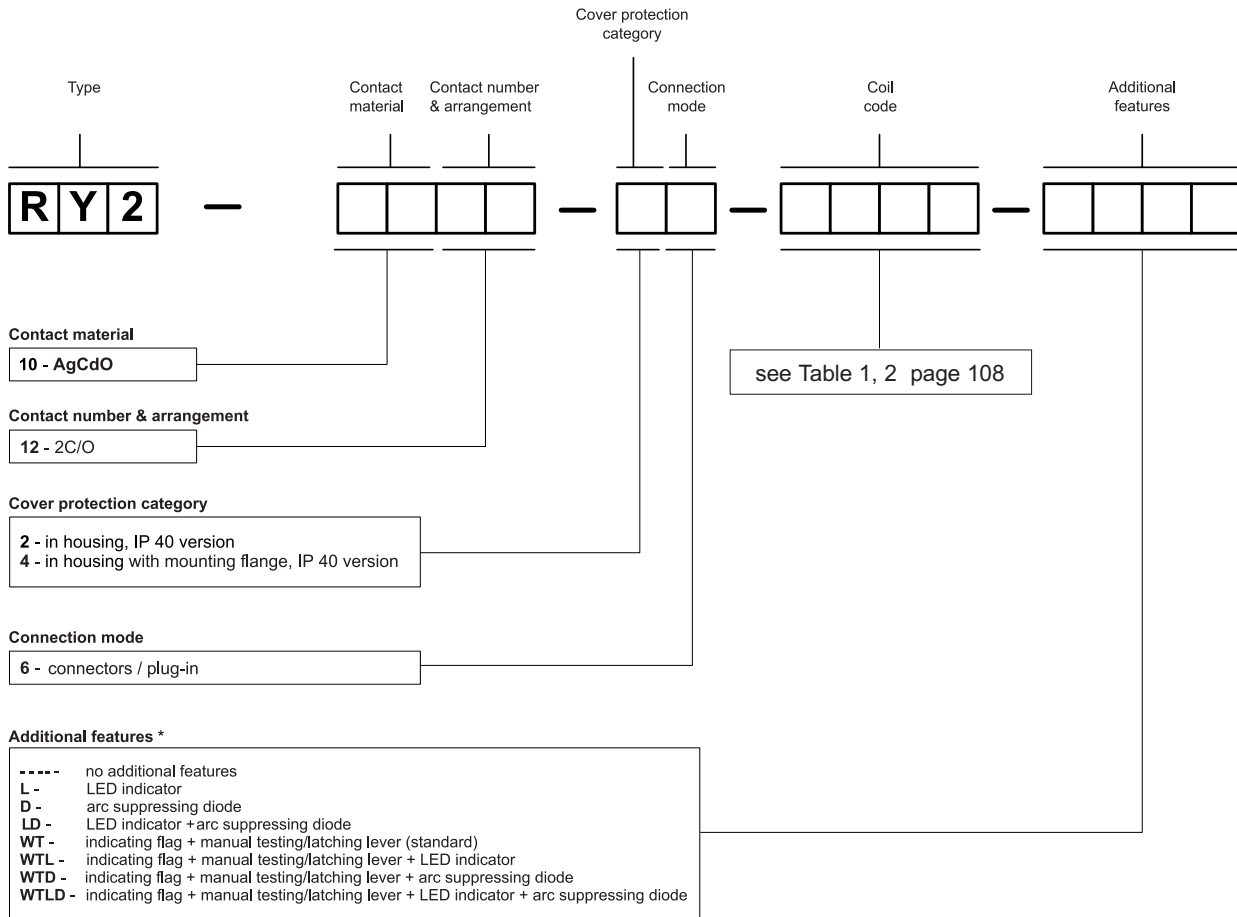 Cover protection
category
Type
Contact
material
Contact number
& arrangement
Connection
mode
Coil
code
Additional
features
R Y 2 — — — —
Contact material
10 - AgCdO
see Table 1, 2 page 108
Contact number & arrangement
12 - 2C/O
Cover protection category
2 - in housing, IP 40 version
4 - in housing with mounting flange, IP 40 version
Connection mode
6 - connectors / plug-in
Additional features *
----- no additional features
L - LED indicator
D - arc suppressing diode
LD - LED indicator +arc suppressing diode
WT - indicating flag + manual testing/latching lever (standard)
WTL - indicating flag + manual testing/latching lever + LED indicator
WTD - indicating flag + manual testing/latching lever + arc suppressing diode
WTLD - indicating flag + manual testing/latching lever + LED indicator + arc suppressing diode